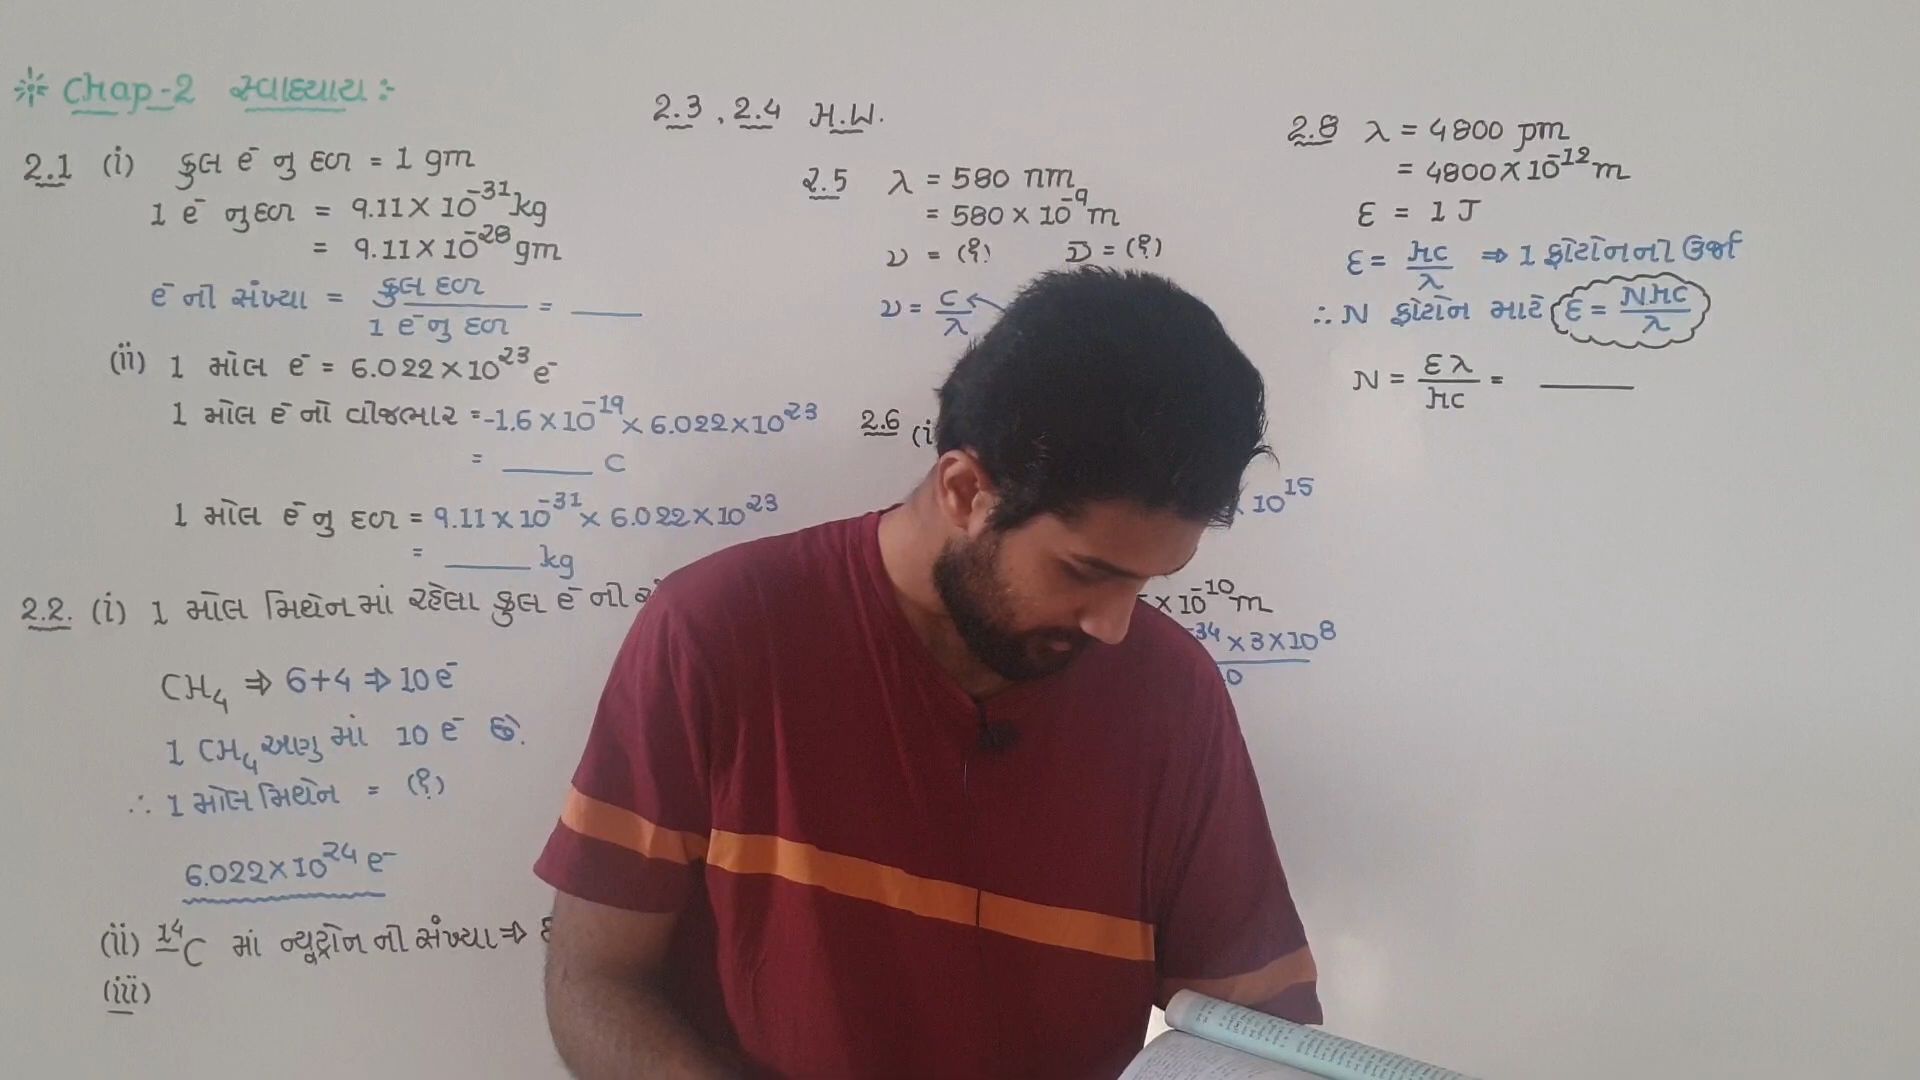 * Chap-2 સ્વાધ્યાય :-
2.1 (i) કુલ e⁻ નુ દળ = 1 gm
1 e⁻ નુ દળ = 9.11 × 10⁻³¹ kg
= 9.11 × 10⁻²⁸ gm
e⁻ ની સંખ્યા = કુલ દળ / 1 e⁻ નુ દળ = ____
(ii) 1 મોલ e⁻ = 6.022 × 10²³ e⁻
1 મોલ e⁻ નો વીજભાર = -1.6 × 10⁻¹⁹ × 6.022 × 10²³
= ____ C
1 મોલ e⁻ નુ દળ = 9.11 × 10⁻³¹ × 6.022 × 10²³
= ____ kg
2.2. (i) 1 મોલ મિથેન માં રહેલા કુલ e⁻ ની
CH₄ ⇒ 6+4 ⇒ 10 e⁻
1 CH₄ અણુ માં 10 e⁻ છે.
∴ 1 મોલ મિથેન = (?)
6.022 × 10²⁴ e⁻
(ii) ¹⁴C માં ન્યૂટ્રોન ની સંખ્યા ⇒
(iii)
2.3 , 2.4 H.W.
2.5 λ = 580 nm
= 580 × 10⁻⁹ m
ν = (?) ν̅ = (?)
ν = c / λ
2.6 (i
× 10¹⁵
× 10⁻¹⁰ m
⁻³⁴ × 3 × 10⁸
2.8 λ = 4800 pm
= 4800 × 10⁻¹² m
E = 1 J
E = hc / λ ⇒ 1 ફોટોનની ઉર્જા
∴ N ફોટોન માટે E = Nhc / λ
N = Eλ / hc = ____